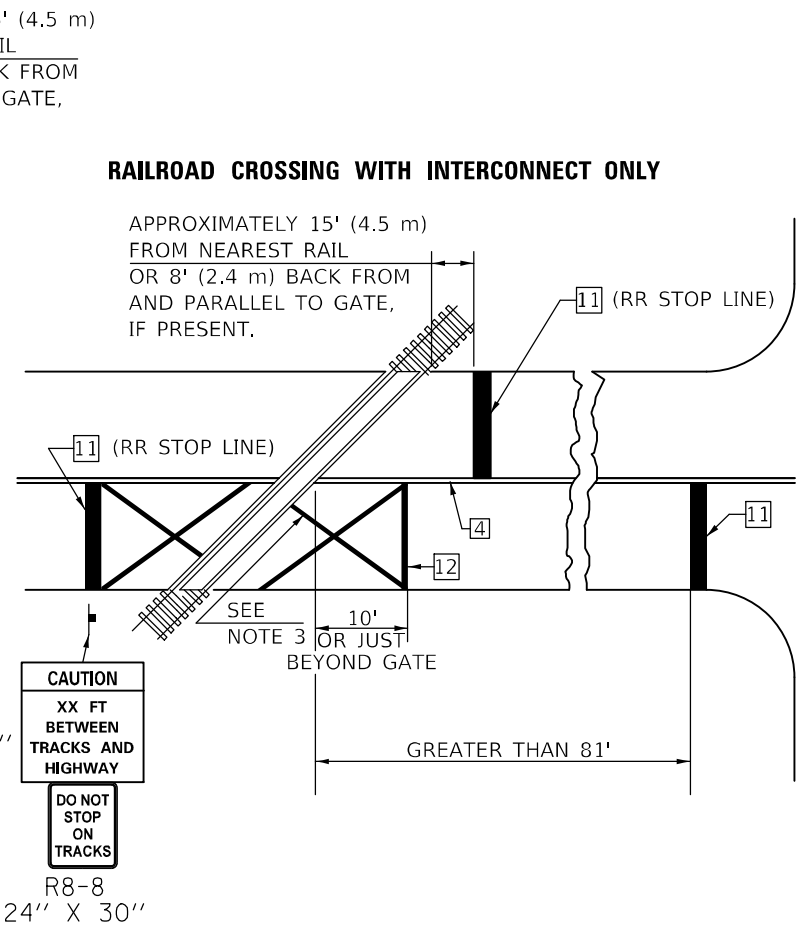 ' (4.5 m)
IL
K FROM
GATE,
RAILROAD CROSSING WITH INTERCONNECT ONLY
APPROXIMATELY 15' (4.5 m)
FROM NEAREST RAIL
OR 8' (2.4 m) BACK FROM
AND PARALLEL TO GATE,
IF PRESENT.
11 (RR STOP LINE)
11 (RR STOP LINE)
4
11
12
SEE
NOTE 3
10'
OR JUST
BEYOND GATE
CAUTION
XX FT
BETWEEN
TRACKS AND
HIGHWAY
"
GREATER THAN 81'
DO NOT
STOP
ON
TRACKS
R8-8
24" X 30"